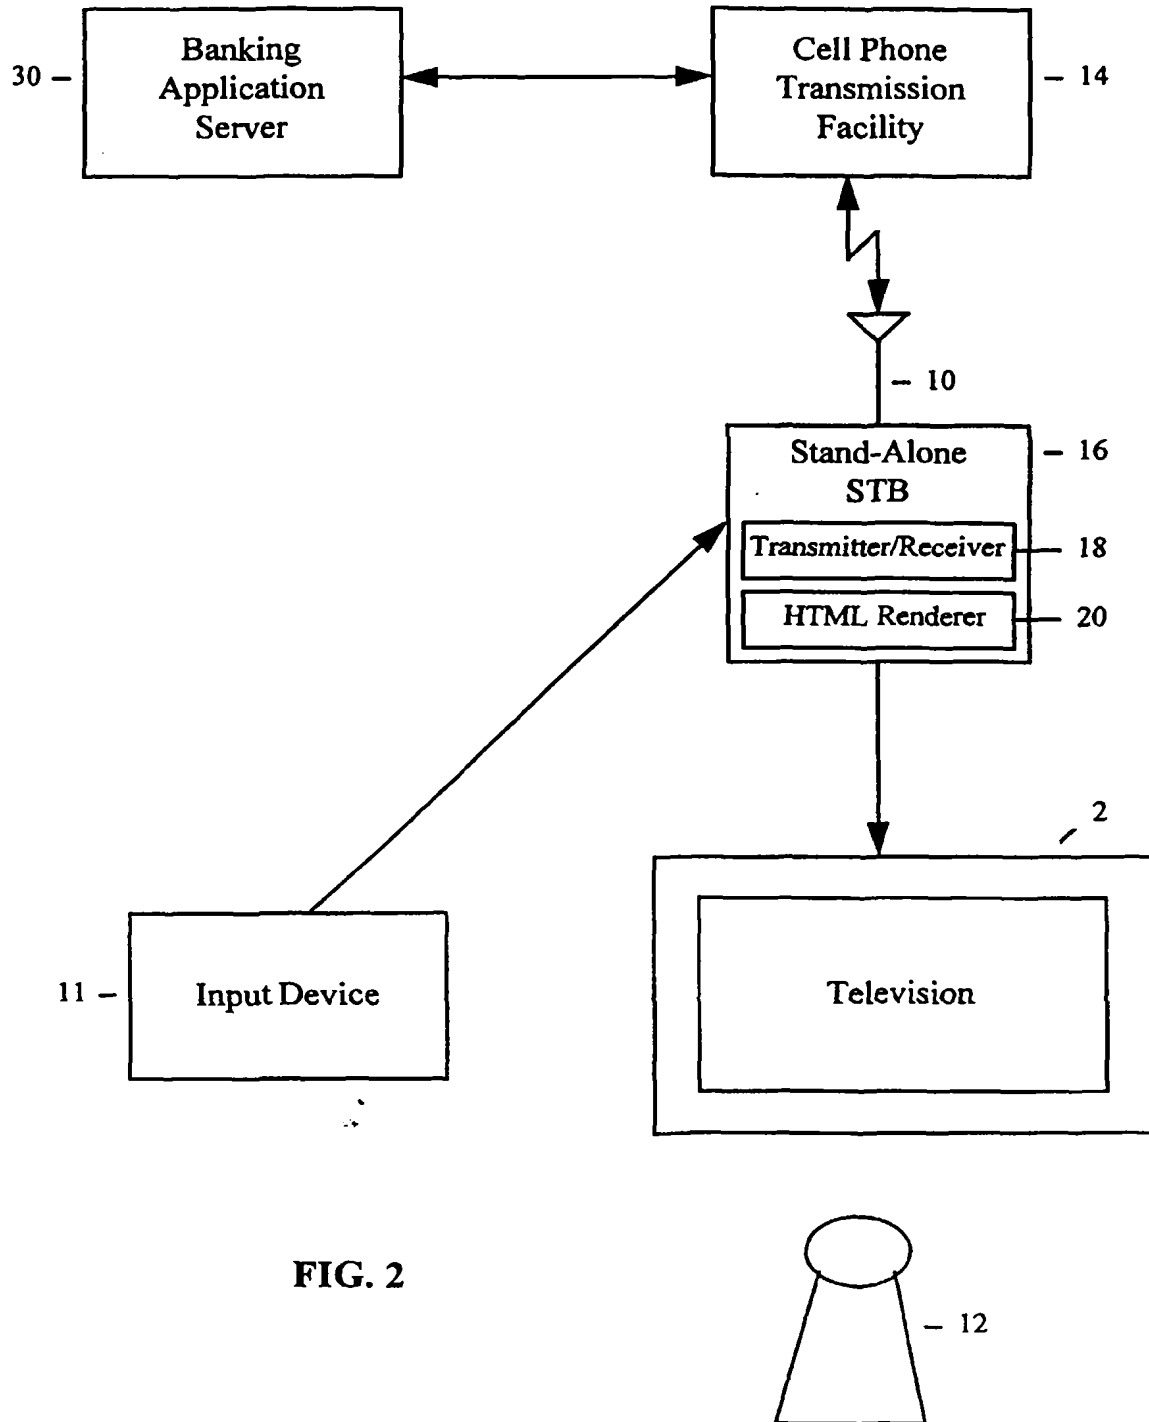 Banking
Application
Server
30
Cell Phone
Transmission
Facility
14
10
Stand-Alone
STB
16
Transmitter/Receiver
18
HTML Renderer
20
2
Input Device
11
Television
FIG. 2
12